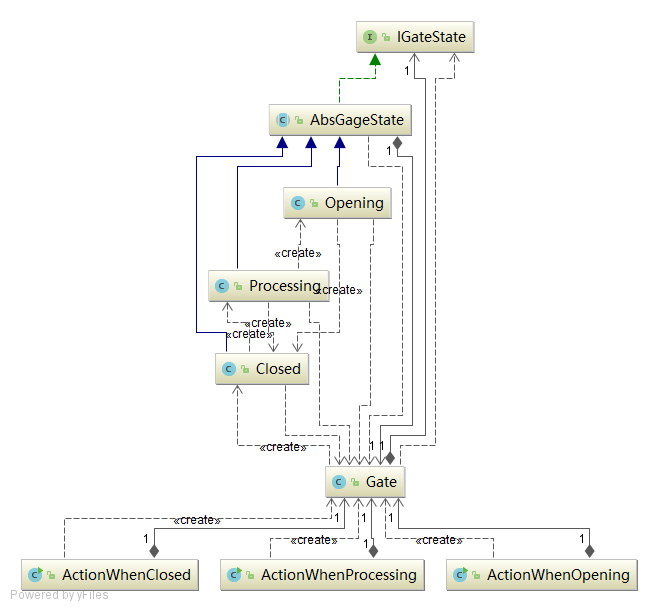 I IGateState
1
C AbsGageState
1
C Opening
«create»
C Processing
«create»
«create»
«create»
C Closed
«create»
1 1
C Gate
«create» 1 «create» 1 1 «create»
1 1 1
C ActionWhenClosed C ActionWhenProcessing C ActionWhenOpening
Powered by yFiles